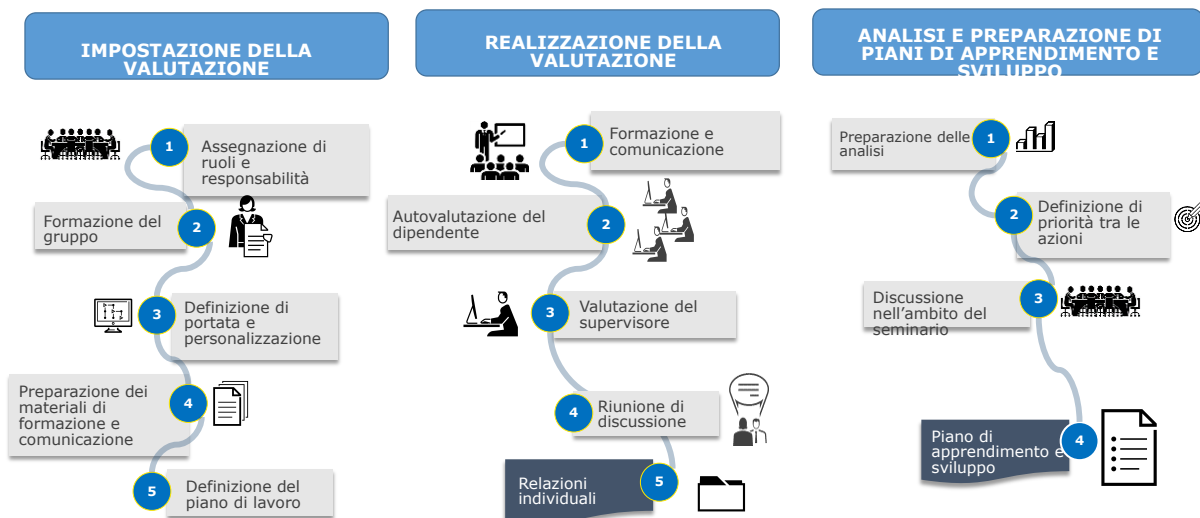 IMPOSTAZIONE DELLA
VALUTAZIONE
1
Assegnazione di
ruoli e
responsabilità
Formazione del
gruppo
2
3
Definizione di
portata e
personalizzazione
Preparazione dei
materiali di
formazione e
comunicazione
4
5
Definizione del
piano di lavoro
REALIZZAZIONE DELLA
VALUTAZIONE
1
Formazione e
comunicazione
Autovalutazione del
dipendente
2
3
Valutazione del
supervisore
4
Riunione di
discussione
Relazioni
individuali
5
ANALISI E PREPARAZIONE DI
PIANI DI APPRENDIMENTO E
SVILUPPO
Preparazione delle
analisi
1
2
Definizione di
priorità tra le
azioni
Discussione
nell’ambito del
seminario
3
Piano di
apprendimento e
sviluppo
4